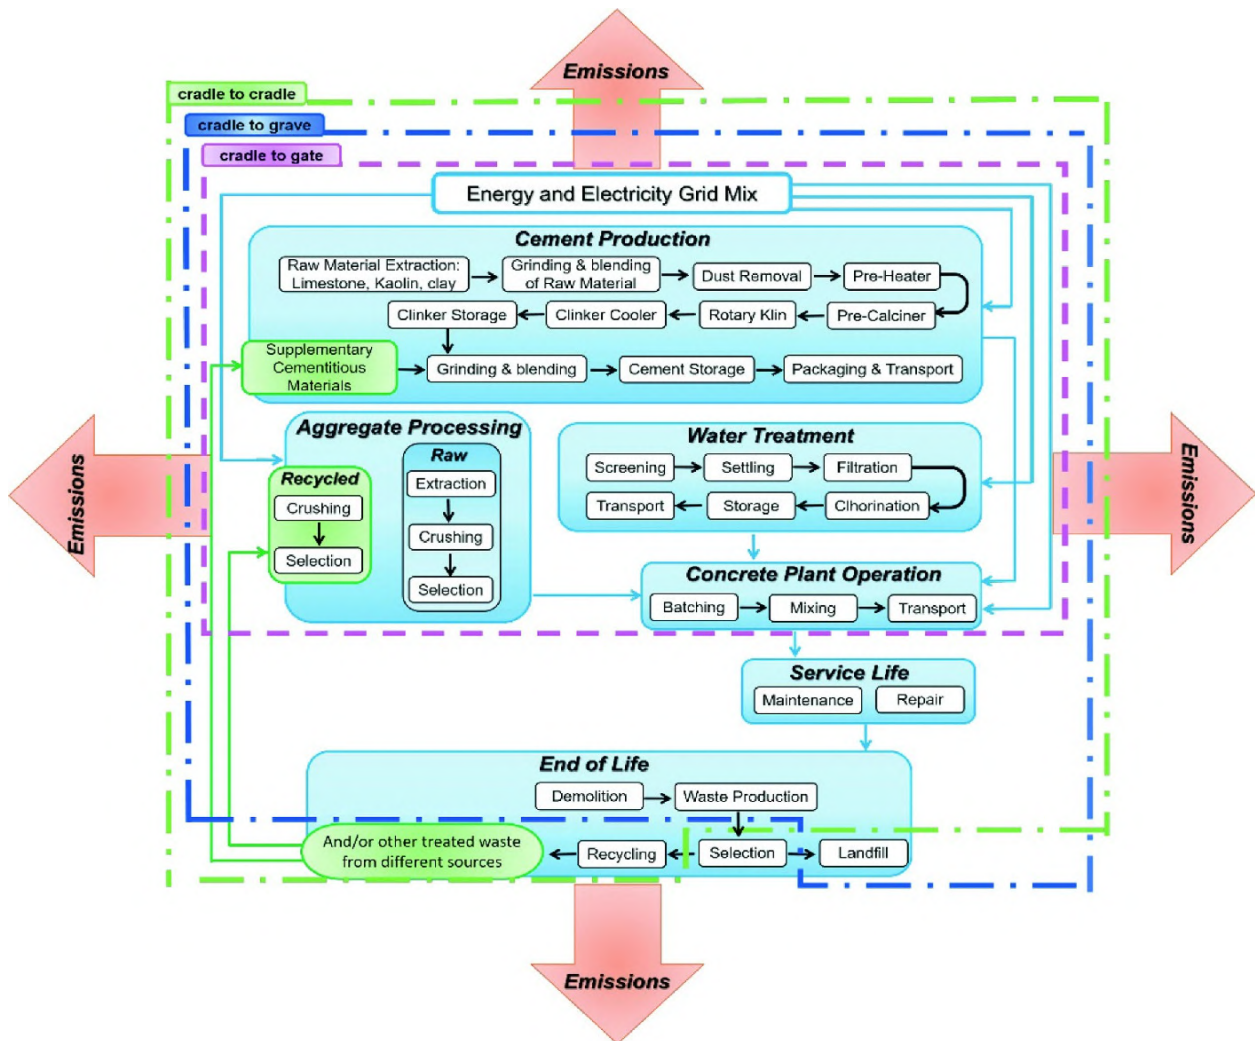 Emissions
cradle to cradle
cradle to grave
cradle to gate
Energy and Electricity Grid Mix
Cement Production
Raw Material Extraction:
Limestone, Kaolin, clay
Grinding & blending
of Raw Material
Dust Removal
Pre-Heater
Clinker Storage
Clinker Cooler
Rotary Klin
Pre-Calciner
Supplementary
Cementitious
Materials
Grinding & blending
Cement Storage
Packaging & Transport
Aggregate Processing
Recycled
Crushing
Selection
Raw
Extraction
Crushing
Selection
Water Treatment
Screening
Settling
Filtration
Transport
Storage
Clhorination
Emissions
Emissions
Concrete Plant Operation
Batching
Mixing
Transport
Service Life
Maintenance
Repair
End of Life
Demolition
Waste Production
And/or other treated waste
from different sources
Recycling
Selection
Landfill
Emissions